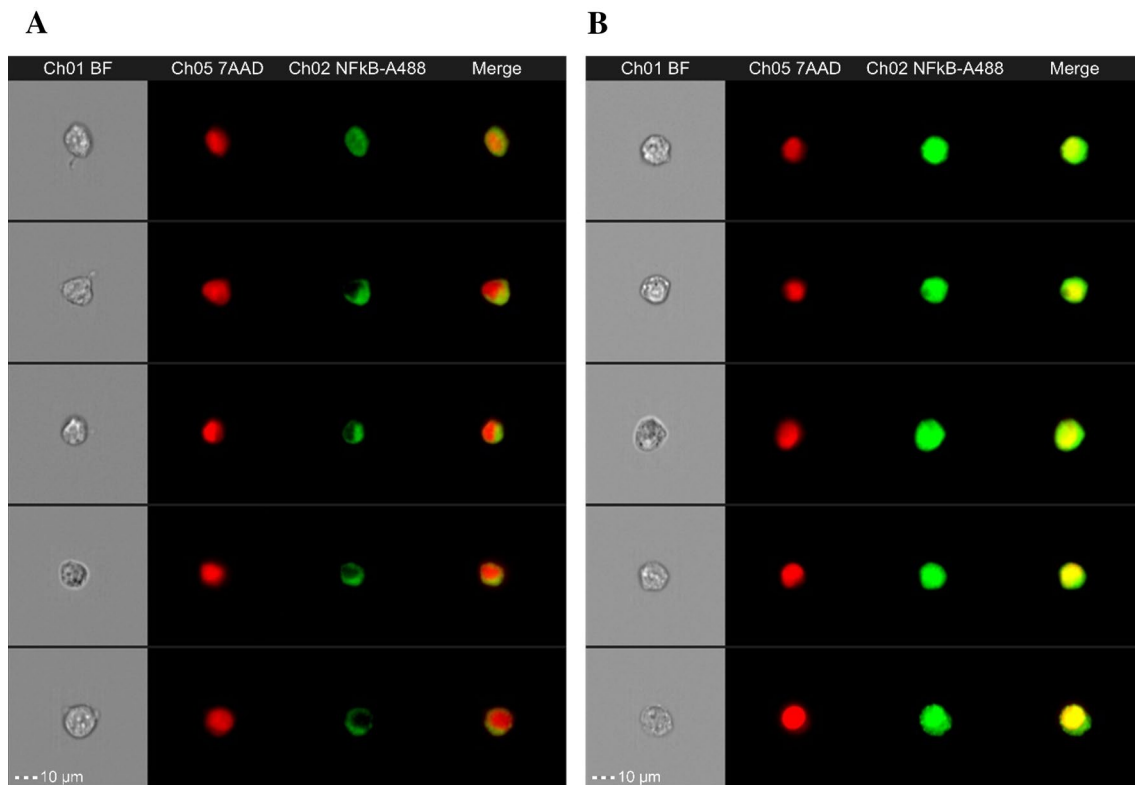 A
B
Ch01 BF Ch05 7AAD Ch02 NFkB-A488 Merge
Ch01 BF Ch05 7AAD Ch02 NFkB-A488 Merge
10 µm
10 µm